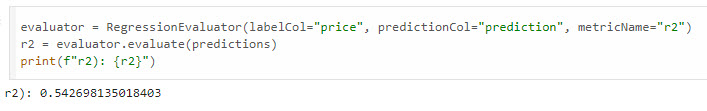 evaluator = RegressionEvaluator(labelCol="price", predictionCol="prediction", metricName="r2")
r2 = evaluator.evaluate(predictions)
print(f"r2): {r2}")
r2): 0.542698135018403